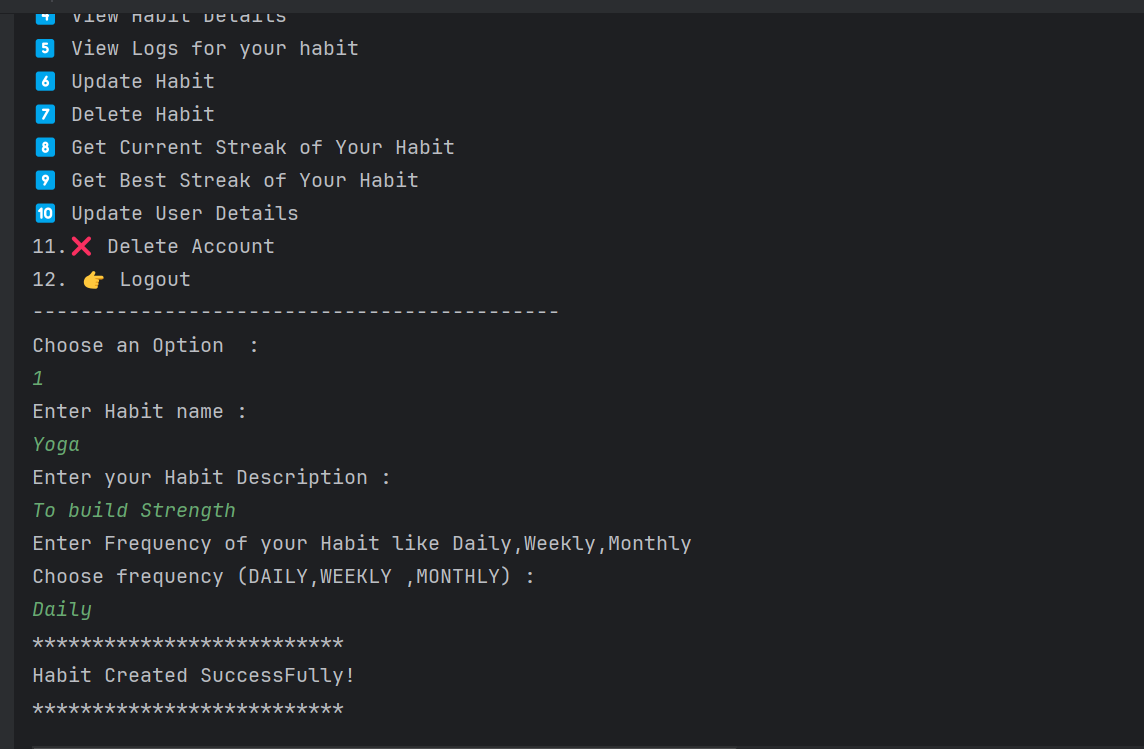 4️⃣ View Habit Details
5️⃣ View Logs for your habit
6️⃣ Update Habit
7️⃣ Delete Habit
8️⃣ Get Current Streak of Your Habit
9️⃣ Get Best Streak of Your Habit
🔟 Update User Details
11.❌ Delete Account
12. 👉 Logout
--------------------------------------------
Choose an Option  :
1
Enter Habit name :
Yoga
Enter your Habit Description :
To build Strength
Enter Frequency of your Habit like Daily,Weekly,Monthly
Choose frequency (DAILY,WEEKLY ,MONTHLY) :
Daily
**************************
Habit Created SuccessFully!
**************************